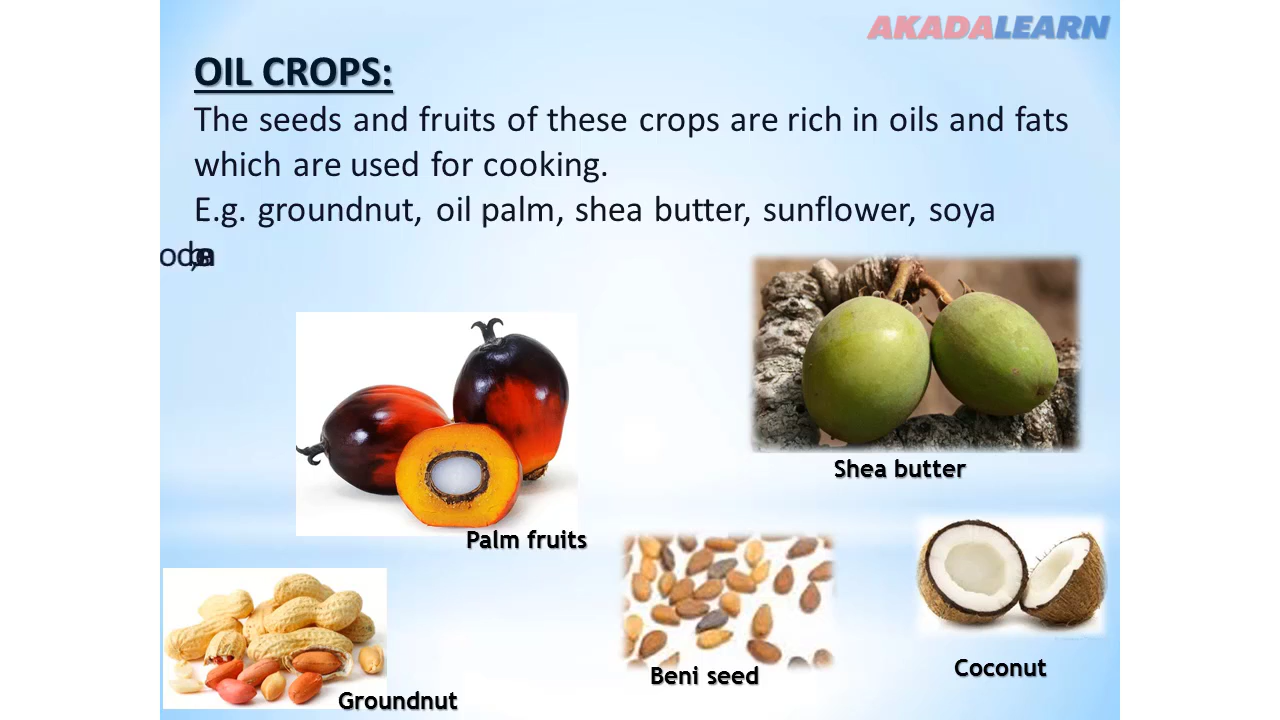 AKADALEARN
OIL CROPS:
The seeds and fruits of these crops are rich in oils and fats
which are used for cooking.
E.g. groundnut, oil palm, shea butter, sunflower, soya
Shea butter
Palm fruits
Beni seed
Coconut
Groundnut